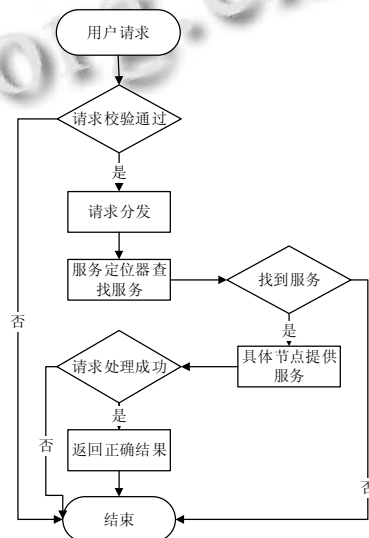 用户请求
请求校验通过
是
请求分发
服务定位器查
找服务
找到服务
否
是
具体节点提供
服务
请求处理成功
是
否
返回正确结果
否
结束